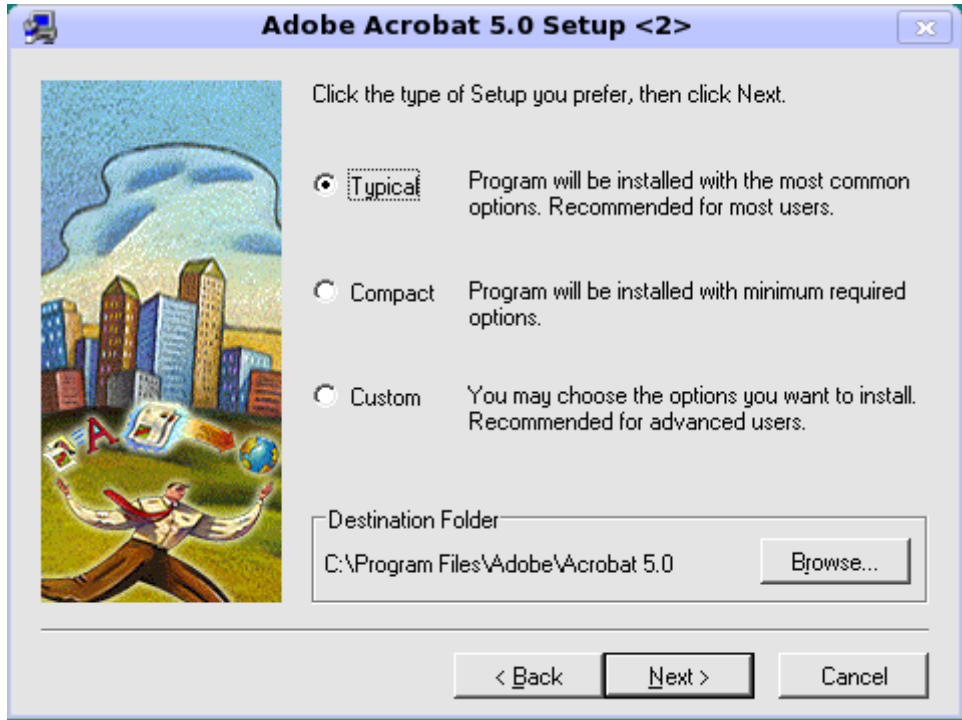 Adobe Acrobat 5.0 Setup <2>
Click the type of Setup you prefer, then click Next.
Typical
Program will be installed with the most common
options. Recommended for most users.
Compact
Program will be installed with minimum required
options.
Custom
You may choose the options you want to install.
Recommended for advanced users.
A
Destination Folder
C:\Program Files\Adobe\Acrobat 5.0
Browse...
< Back
Next >
Cancel